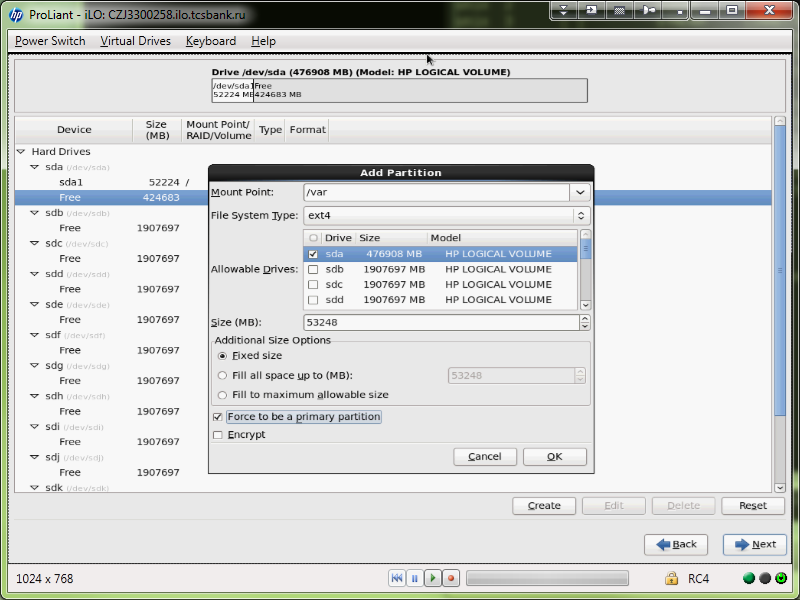 hp ProLiant - iLO: CZJ3300258.ilo.tcsbank.ru
Power Switch Virtual Drives Keyboard Help
Drive /dev/sda (476908 MB) (Model: HP LOGICAL VOLUME)
/dev/sda1 Free
52224 MB 424683 MB
Device Size (MB) Mount Point/ RAID/Volume Type Format
Hard Drives
sda (/dev/sda)
sda1 52224 /
Free 424683
sdb (/dev/sdb)
Free 1907697
sdc (/dev/sdc)
Free 1907697
sdd (/dev/sdd)
Free 1907697
sde (/dev/sde)
Free 1907697
sdf (/dev/sdf)
Free 1907697
sdg (/dev/sdg)
Free 1907697
sdh (/dev/sdh)
Free 1907697
sdi (/dev/sdi)
Free 1907697
sdj (/dev/sdj)
Free 1907697
sdk (/dev/sdk)
Add Partition
Mount Point: /var
File System Type: ext4
Drive Size Model
sda 476908 MB HP LOGICAL VOLUME
Allowable Drives: sdb 1907697 MB HP LOGICAL VOLUME
sdc 1907697 MB HP LOGICAL VOLUME
sdd 1907697 MB HP LOGICAL VOLUME
Size (MB): 53248
Additional Size Options
Fixed size
Fill all space up to (MB): 53248
Fill to maximum allowable size
Force to be a primary partition
Encrypt
Cancel OK
Create Edit Delete Reset
Back Next
1024 x 768 RC4